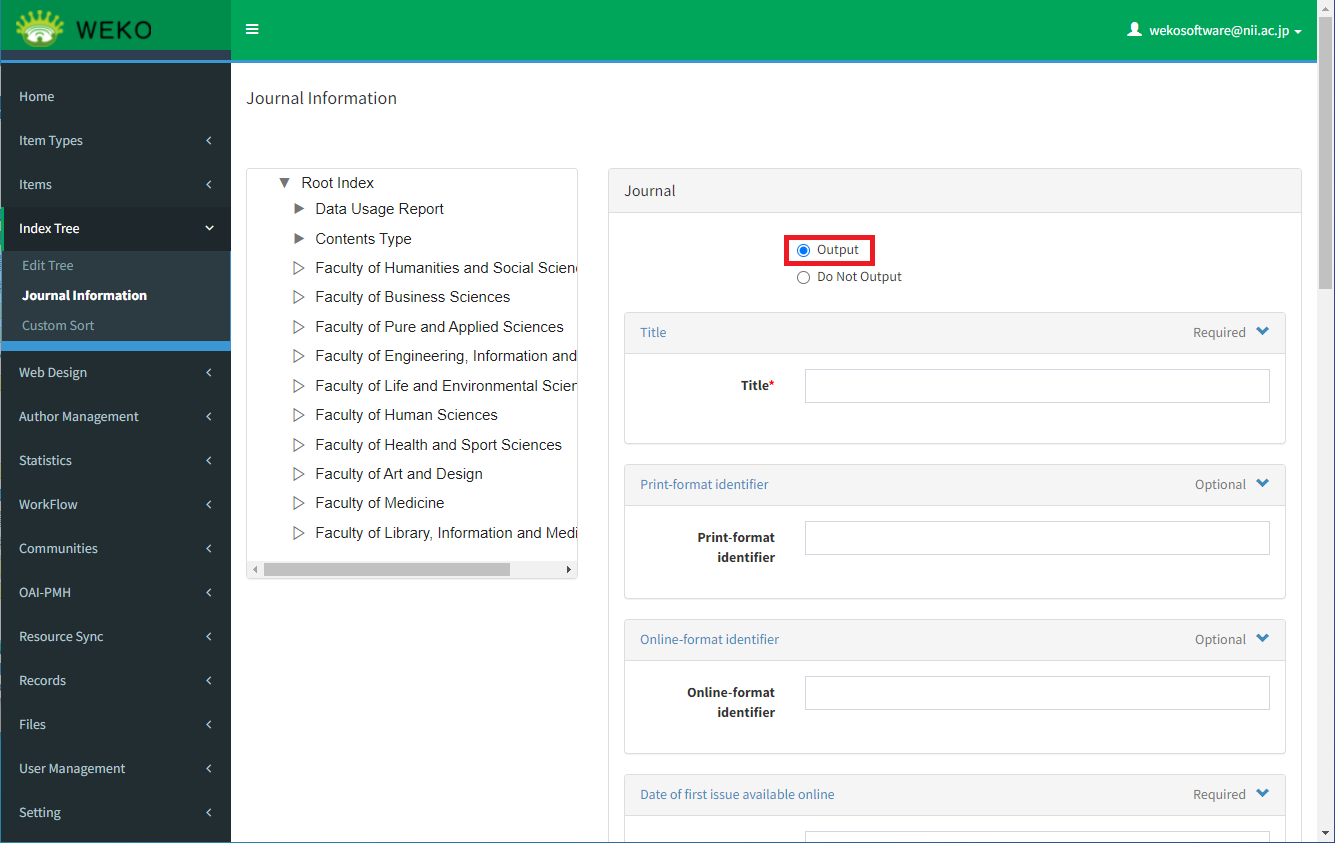 WEKO
wekosoftware@nii.ac.jp
Home
Item Types
Items
Index Tree
Edit Tree
Journal Information
Custom Sort
Web Design
Author Management
Statistics
WorkFlow
Communities
OAI-PMH
Resource Sync
Records
Files
User Management
Setting
Journal Information
Root Index
Data Usage Report
Contents Type
Faculty of Humanities and Social Scien
Faculty of Business Sciences
Faculty of Pure and Applied Sciences
Faculty of Engineering, Information and
Faculty of Life and Environmental Scien
Faculty of Human Sciences
Faculty of Health and Sport Sciences
Faculty of Art and Design
Faculty of Medicine
Faculty of Library, Information and Medi
Journal
Output
Do Not Output
Title Required
Title*
Print-format identifier Optional
Print-format
identifier
Online-format identifier Optional
Online-format
identifier
Date of first issue available online Required